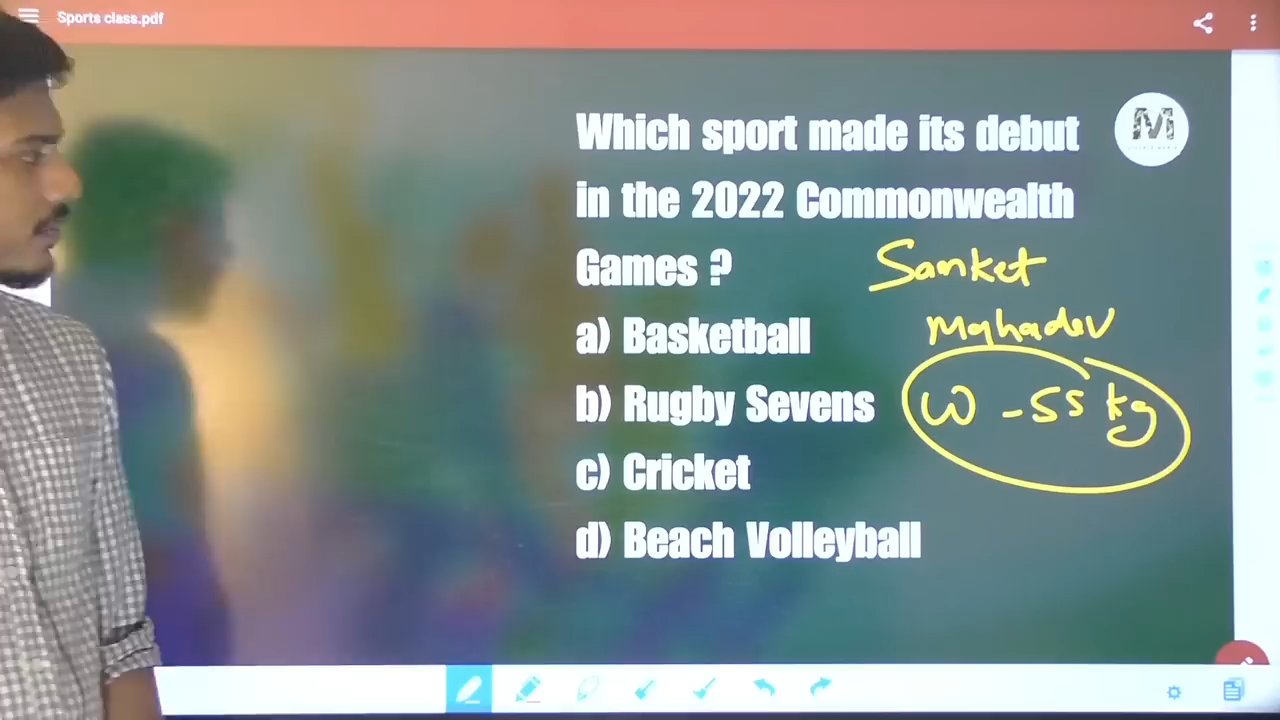 Sports class.pdf
Which sport made its debut
in the 2022 Commonwealth
Games ?
Sanket
Mahadev
a) Basketball
b) Rugby Sevens
W - 55 kg
c) Cricket
d) Beach Volleyball
M